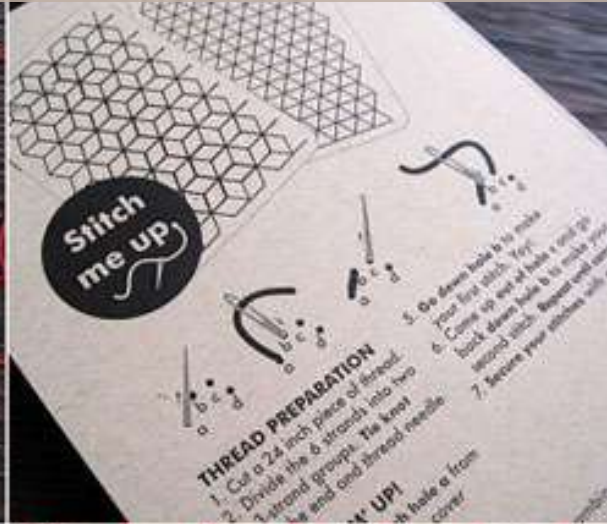 Stitch
me up
THREAD PREPARATION
1. Cut a 24 inch piece of thread.
2. Divide the 6 strands into two
3-strand groups. Tie knot
the end and thread needle
M' UP!
hole a from
cover
5. Go down hole b to make
your first stitch. Yay!
6. Come up out of hole c and go
back down hole b to make your
second stitch. Repeat until
7. Secure your stitches